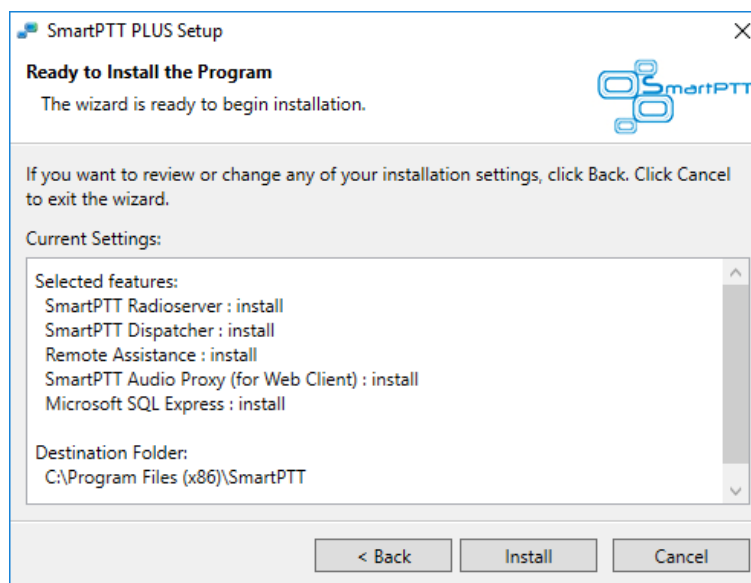 SmartPTT PLUS Setup
Ready to Install the Program
The wizard is ready to begin installation.
SmartPTT
If you want to review or change any of your installation settings, click Back. Click Cancel
to exit the wizard.
Current Settings:
Selected features:
SmartPTT Radioserver : install
SmartPTT Dispatcher : install
Remote Assistance : install
SmartPTT Audio Proxy (for Web Client) : install
Microsoft SQL Express : install
Destination Folder:
C:\Program Files (x86)\SmartPTT
< Back
Install
Cancel